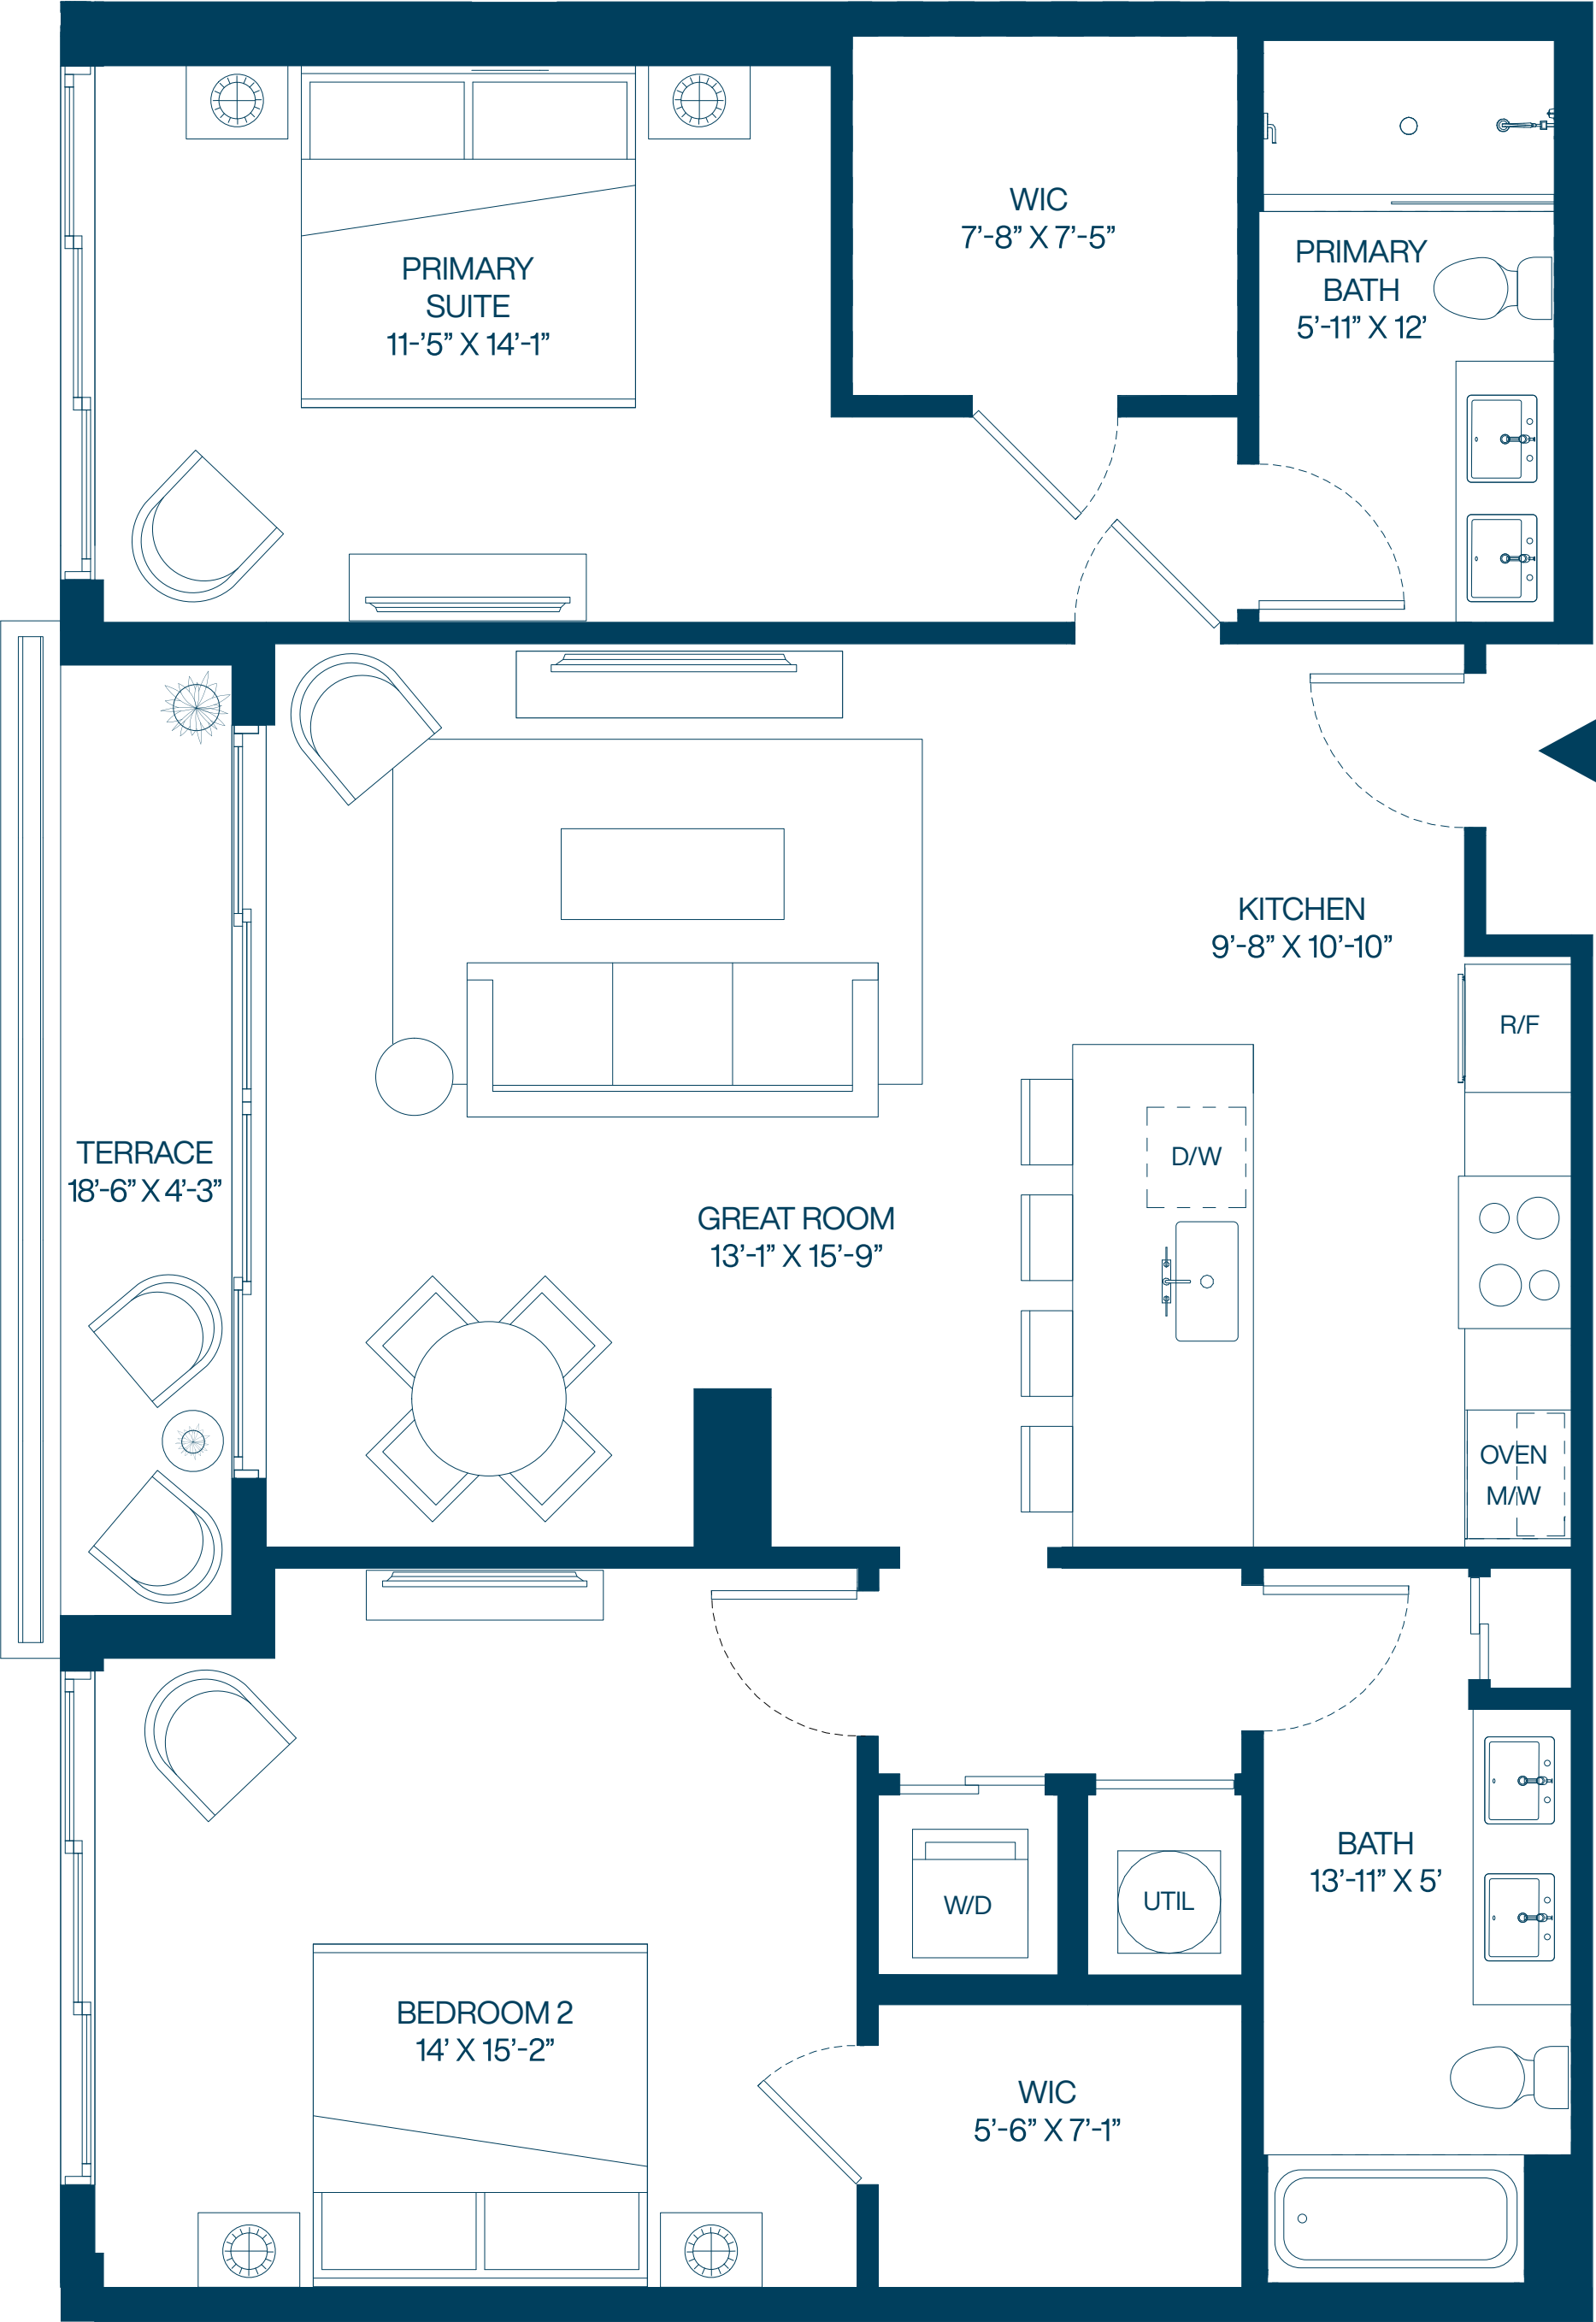 WIC
7’-8” X 7’-5”
PRIMARY
BATH
5’-11” X 12’
PRIMARY
SUITE
11-’5” X 14’-1”
KITCHEN
9’-8” X 10’-10”
R/F
D/W
TERRACE
18’-6” X 4’-3”
GREAT ROOM
13’-1” X 15’-9”
OVEN
M/W
BATH
13’-11” X 5’
W/D
UTIL
BEDROOM 2
14’ X 15’-2”
WIC
5’-6” X 7’-1”